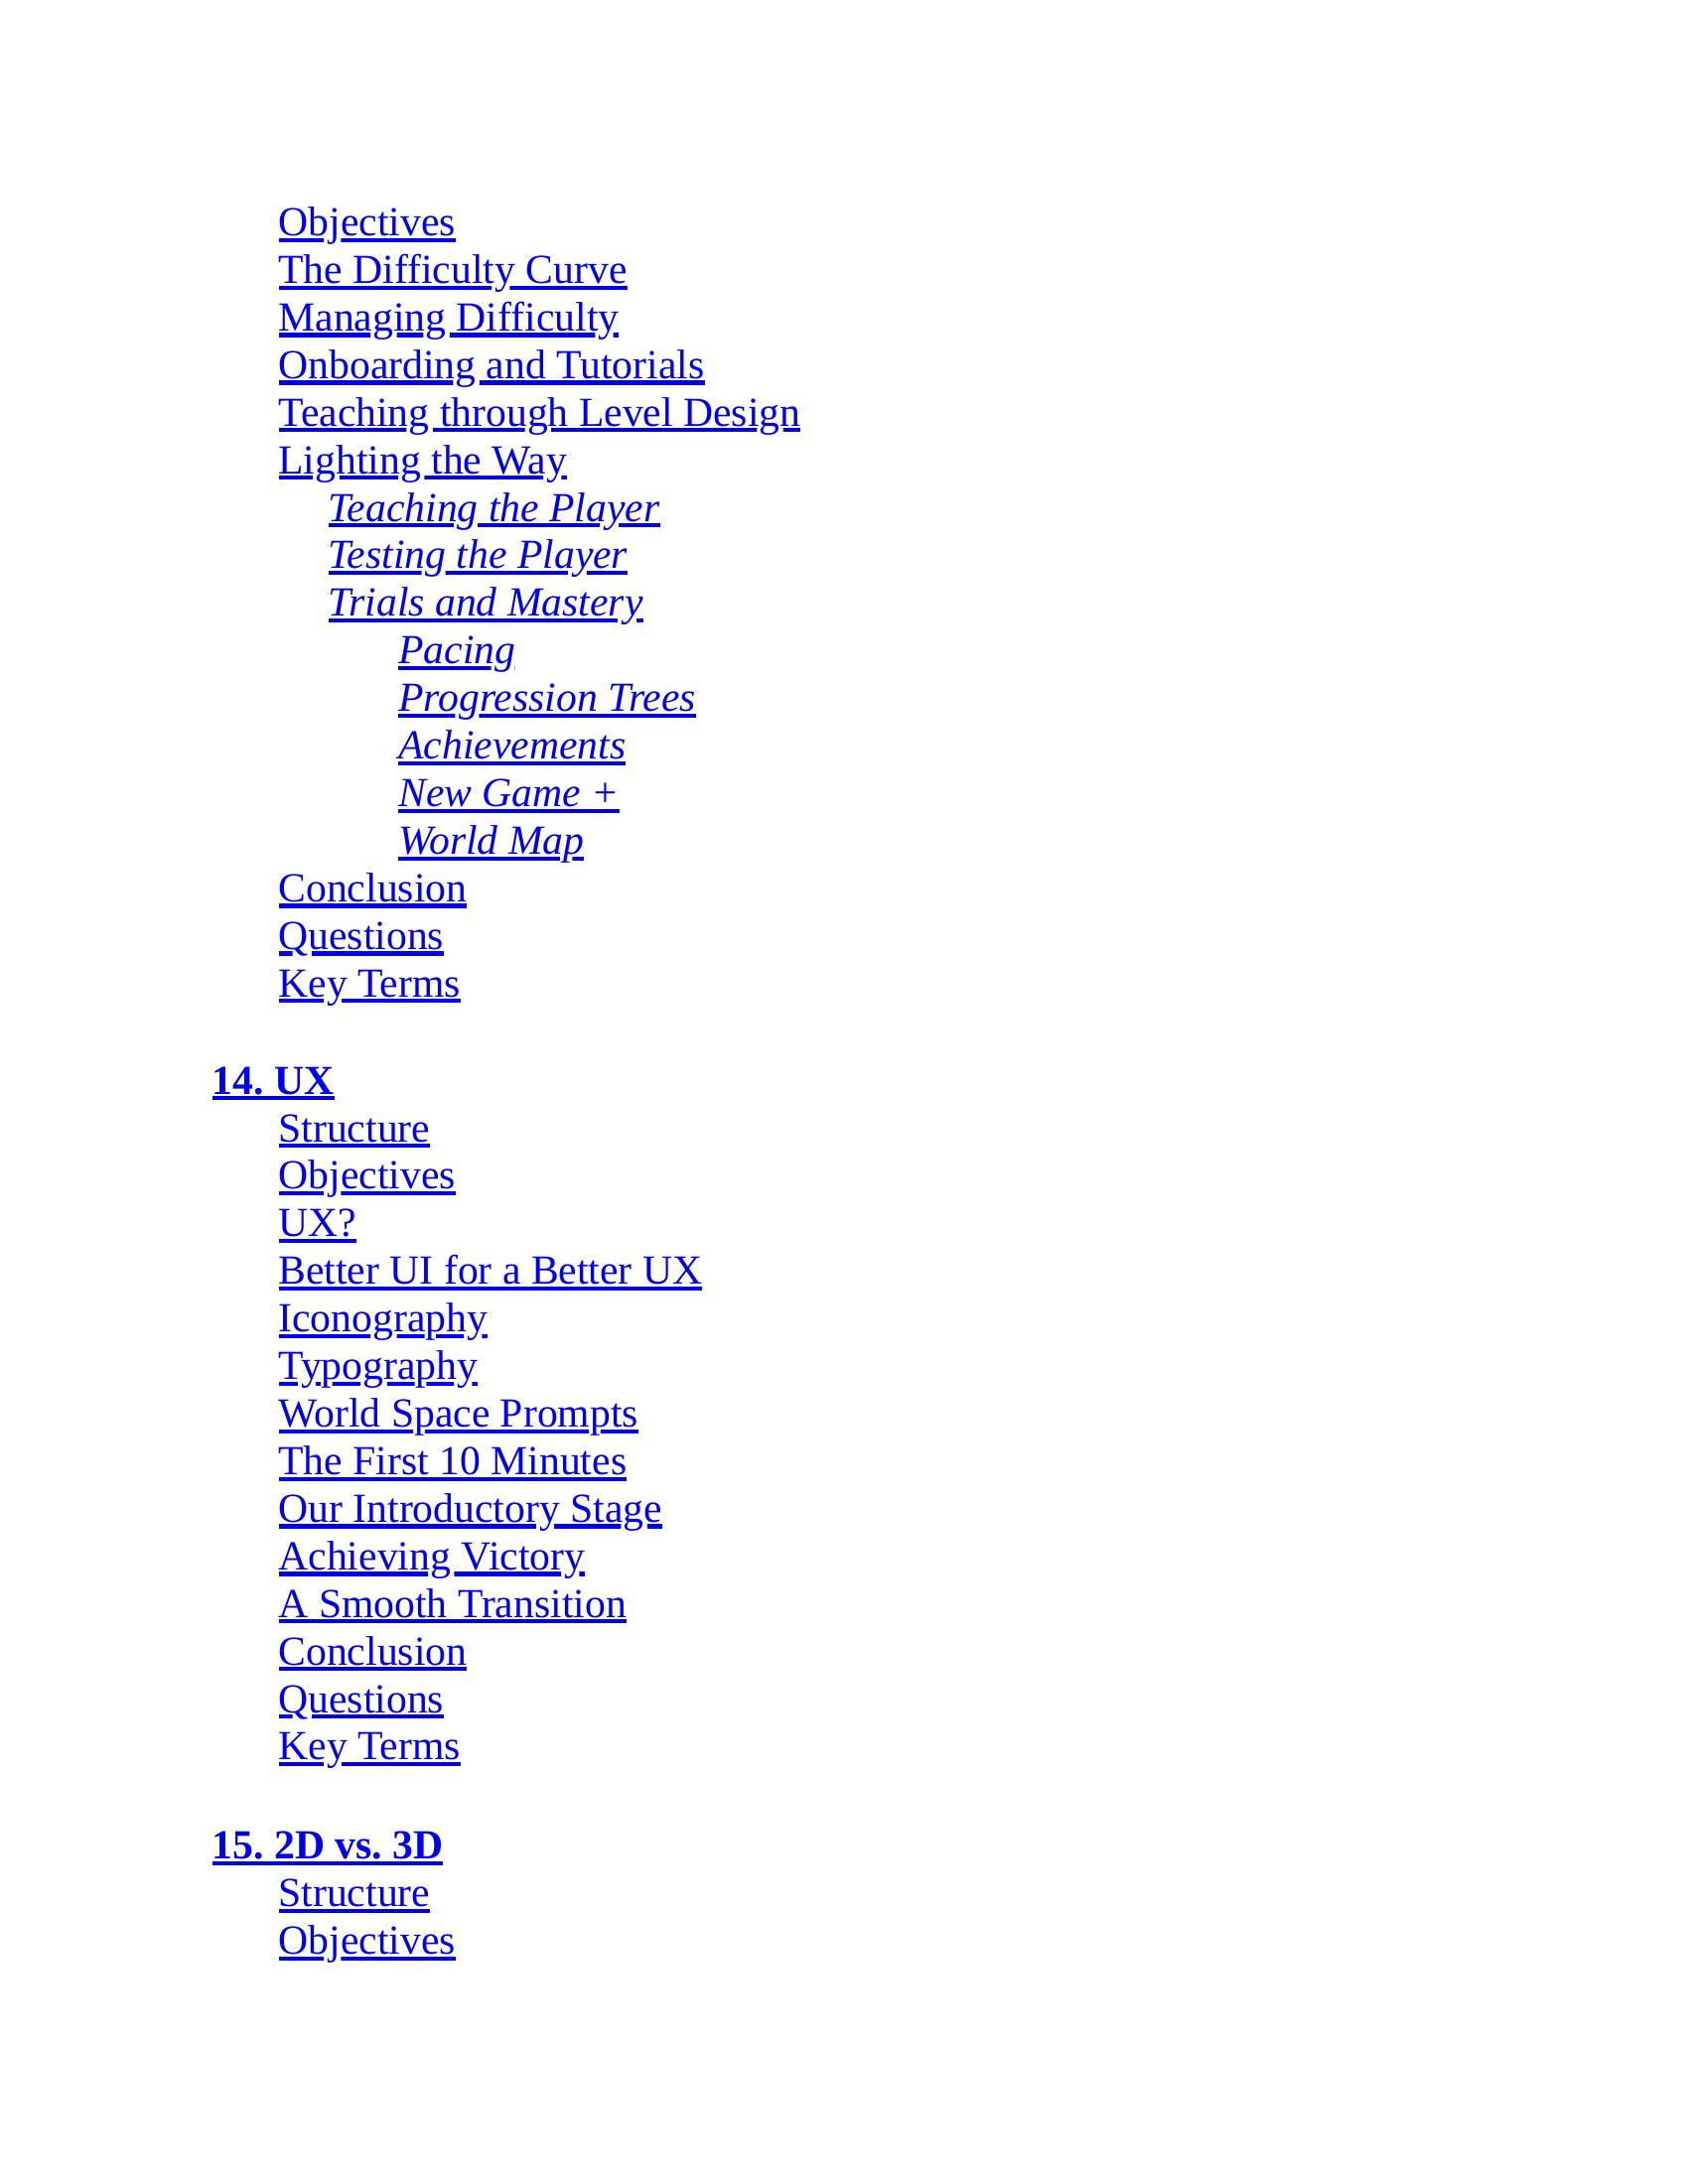 Objectives
The Difficulty Curve
Managing Difficulty
Onboarding and Tutorials
Teaching through Level Design
Lighting the Way
Teaching the Player
Testing the Player
Trials and Mastery
Pacing
Progression Trees
Achievements
New Game +
World Map
Conclusion
Questions
Key Terms
14. UX
Structure
Objectives
UX?
Better UI for a Better UX
Iconography
Typography
World Space Prompts
The First 10 Minutes
Our Introductory Stage
Achieving Victory
A Smooth Transition
Conclusion
Questions
Key Terms
15. 2D vs. 3D
Structure
Objectives